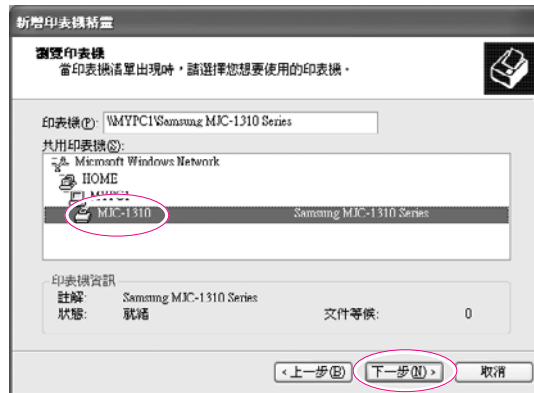 新增印表機精靈
瀏覽印表機
當印表機清單出現時，請選擇您想要使用的印表機。
印表機(P): \\MYPC1\Samsung MJC-1310 Series
共用印表機(S):
Microsoft Windows Network
HOME
MYPC1
MJC-1310 Samsung MJC-1310 Series
印表機資訊
註解: Samsung MJC-1310 Series
狀態: 就緒 文件等候: 0
<上一步(B) 下一步(N)> 取消